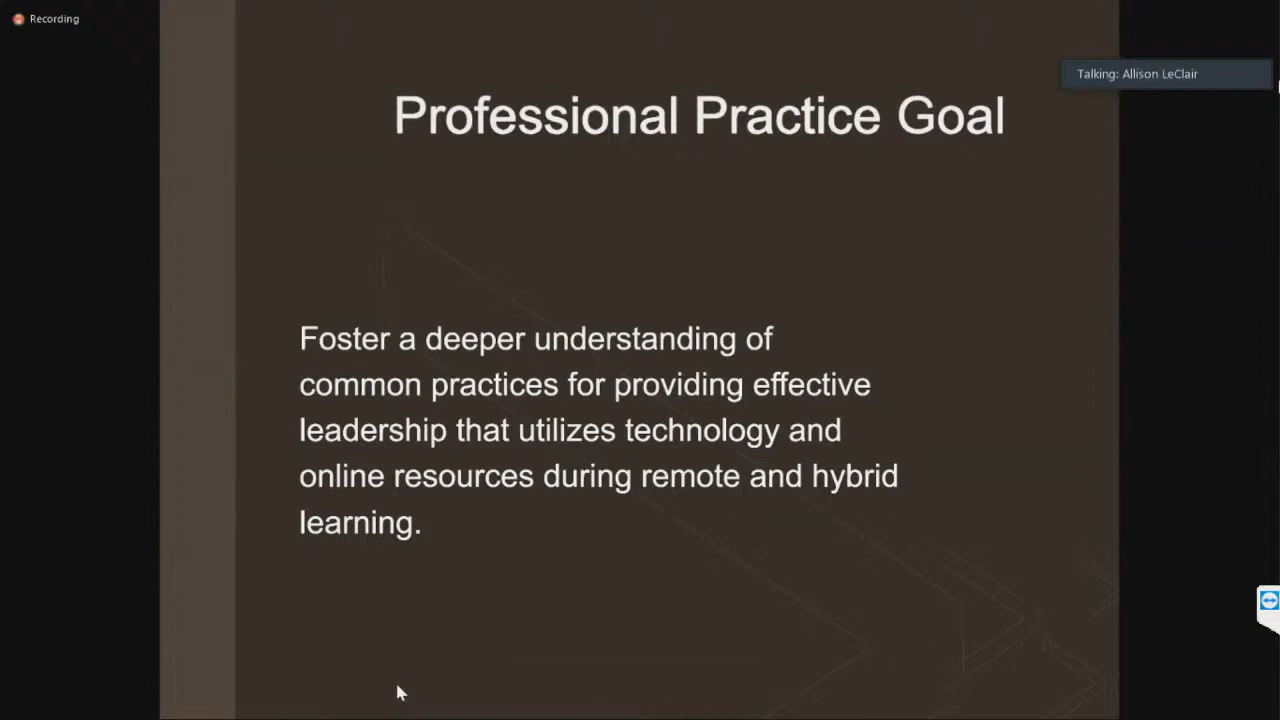 Recording
Talking: Allison LeClair
Professional Practice Goal
Foster a deeper understanding of
common practices for providing effective
leadership that utilizes technology and
online resources during remote and hybrid
learning.